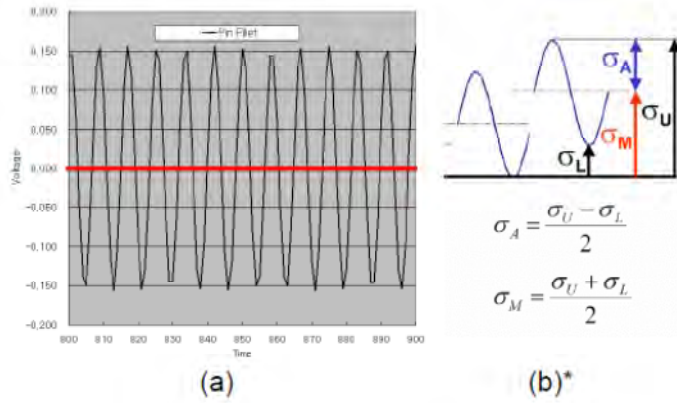 Pin Fillet
0,200
0,150
0,100
0,050
0,000
-0,050
-0,100
-0,150
-0,200
Voltage
800 810 820 830 840 850 860 870 880 890 900
Time
(a)
σA
σU
σM
σL
σA = (σU − σL) / 2
σM = (σU + σL) / 2
(b)*